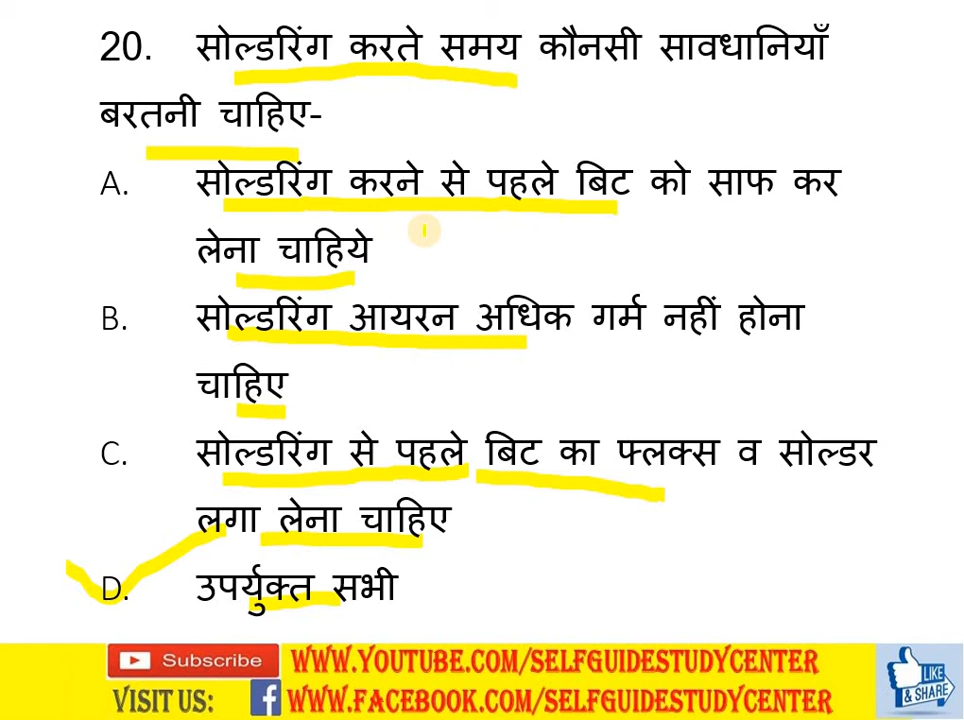 20. सोल्डरिंग करते समय कौनसी सावधानियाँ
बरतनी चाहिए-
A. सोल्डरिंग करने से पहले बिट को साफ कर
लेना चाहिये
B. सोल्डरिंग आयरन अधिक गर्म नहीं होना
चाहिए
C. सोल्डरिंग से पहले बिट का फ्लक्स व सोल्डर
लगा लेना चाहिए
D. उपर्युक्त सभी
Subscribe WWW.YOUTUBE.COM/SELFGUIDESTUDYCENTER
VISIT US: f WWW.FACEBOOK.COM/SELFGUIDESTUDYCENTER
LIKE
& SHARE